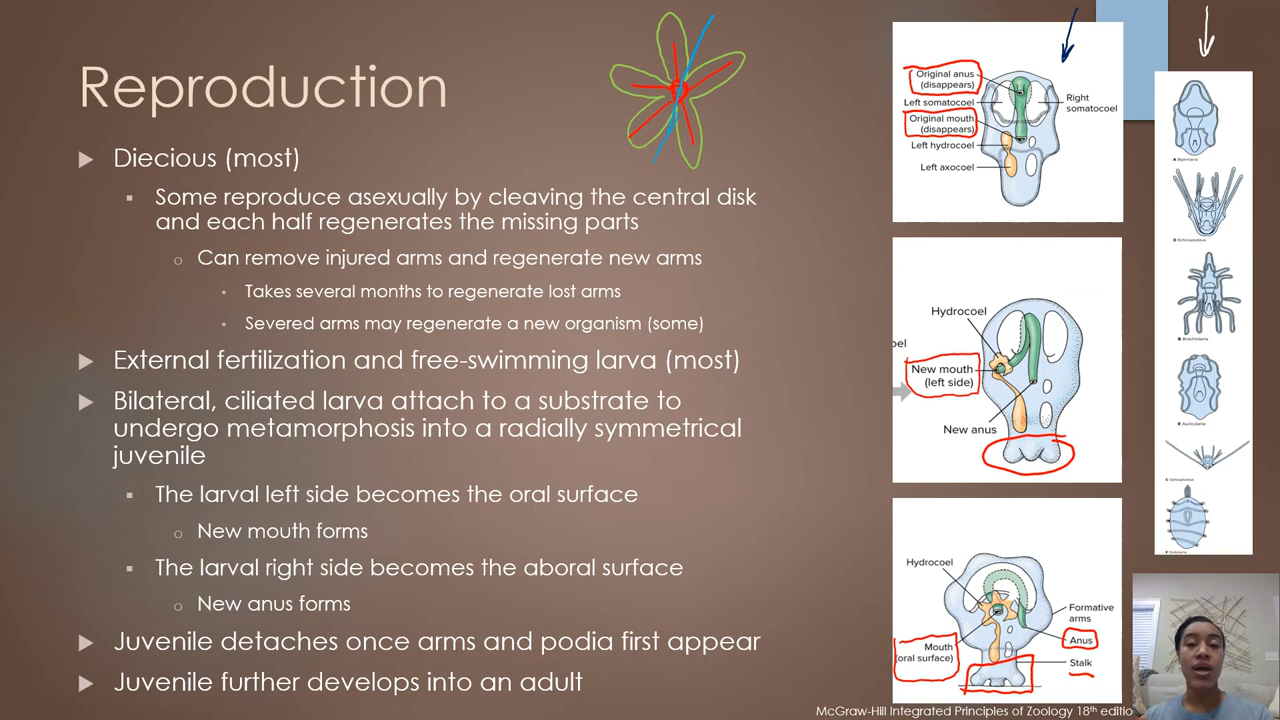 Reproduction
Diecious (most)
Some reproduce asexually by cleaving the central disk
and each half regenerates the missing parts
Can remove injured arms and regenerate new arms
Takes several months to regenerate lost arms
Severed arms may regenerate a new organism (some)
External fertilization and free-swimming larva (most)
Bilateral, ciliated larva attach to a substrate to
undergo metamorphosis into a radially symmetrical
juvenile
The larval left side becomes the oral surface
New mouth forms
The larval right side becomes the aboral surface
New anus forms
Juvenile detaches once arms and podia first appear
Juvenile further develops into an adult
Original anus
(disappears)
Left somatocoel
Right
somatocoel
Original mouth
(disappears)
Left hydrocoel
Left axocoel
Hydrocoel
New mouth
(left side)
New anus
Hydrocoel
Formative
arms
Anus
Mouth
(oral surface)
Stalk
A Bipinnaria
D Echinopluteus
B Brachiolaria
E Auricularia
C Ophiopluteus
F Doliolaria
McGraw-Hill Integrated Principles of Zoology 18th editio